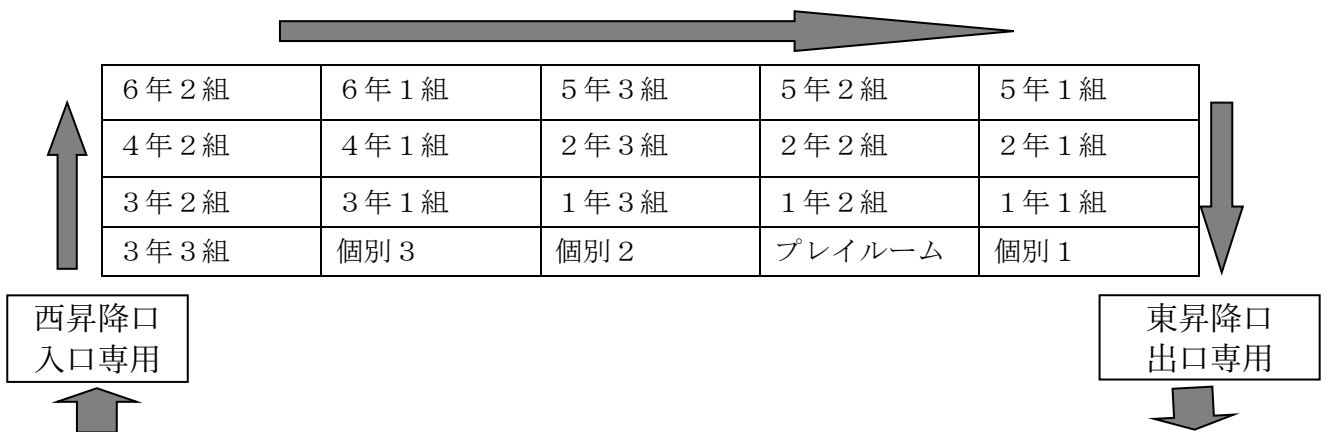 ６年２組 ６年１組 ５年３組 ５年２組 ５年１組
４年２組 ４年１組 ２年３組 ２年２組 ２年１組
３年２組 ３年１組 １年３組 １年２組 １年１組
３年３組 個別３ 個別２ プレイルーム 個別１
西昇降口
入口専用
東昇降口
出口専用